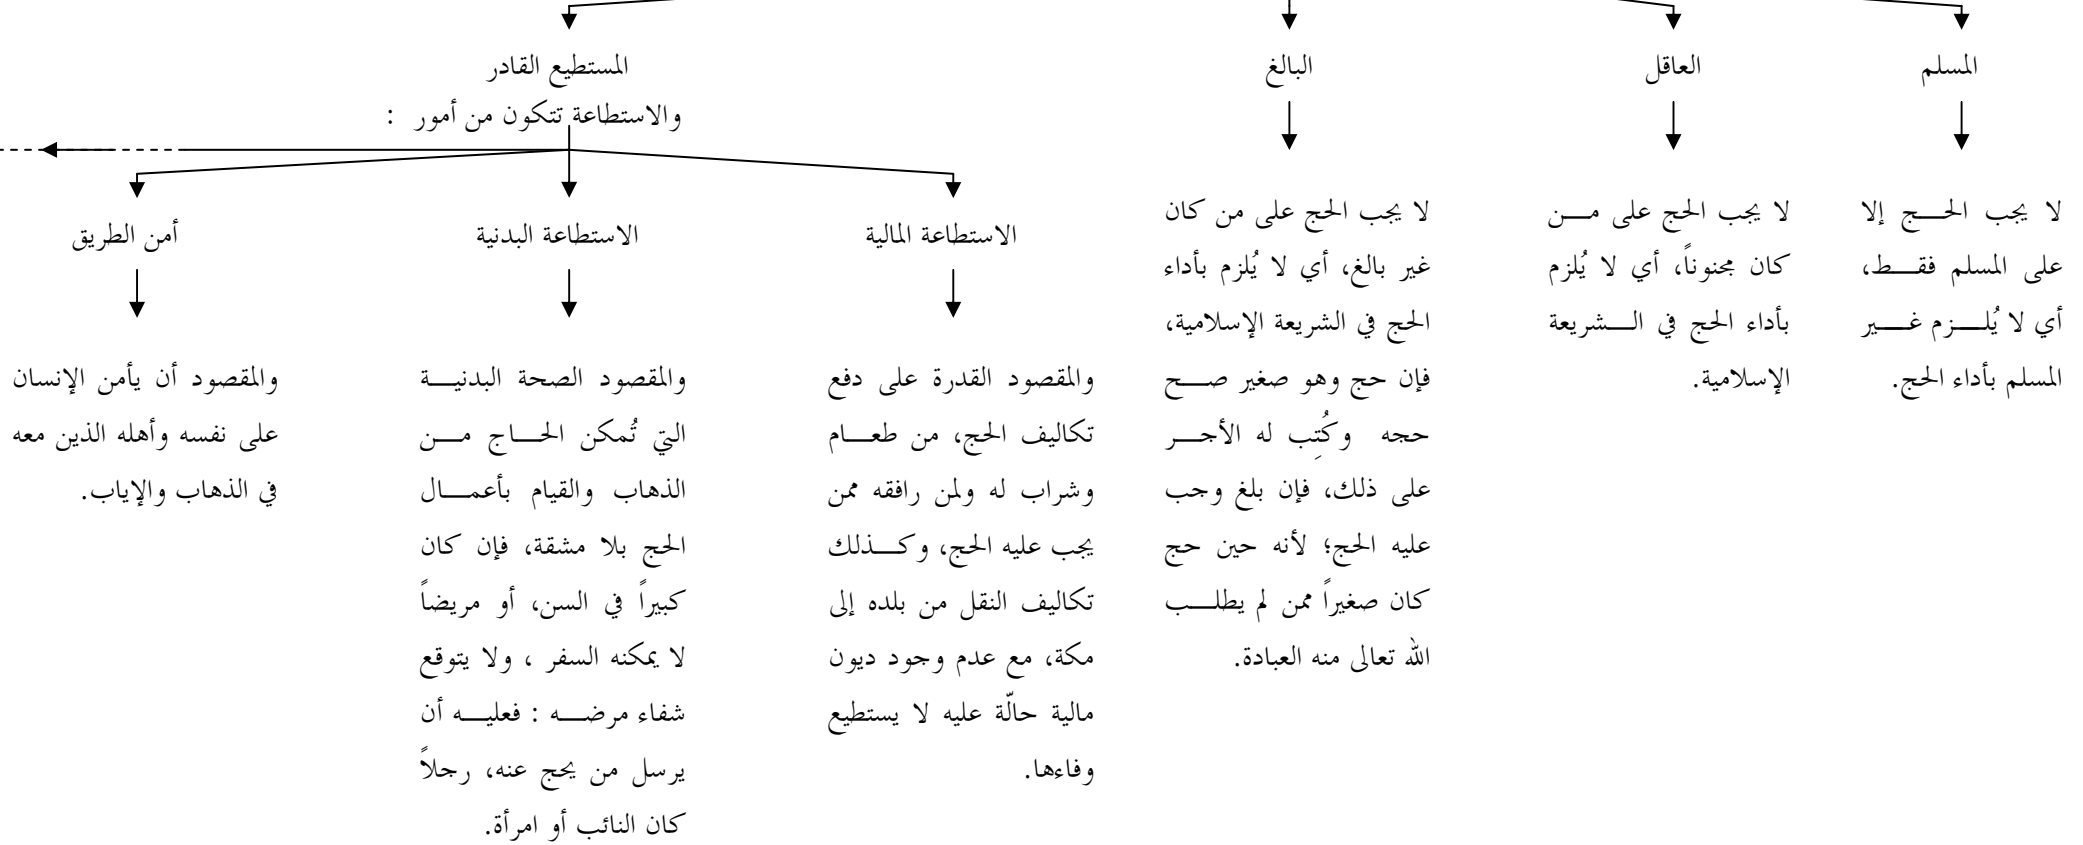 المسلم
لا يجب الحج إلا
على المسلم فقط،
أي لا يُلزم غير
المسلم بأداء الحج.
العاقل
لا يجب الحج على من
كان مجنوناً، أي لا يُلزم
بأداء الحج في الشريعة
الإسلامية.
البالغ
لا يجب الحج على من كان
غير بالغ، أي لا يُلزم بأداء
الحج في الشريعة الإسلامية،
فإن حج وهو صغير صح
حجه وكُتِب له الأجر
على ذلك، فإن بلغ وجب
عليه الحج؛ لأنه حين حج
كان صغيراً ممن لم يطلب
الله تعالى منه العبادة.
المستطيع القادر
والاستطاعة تتكون من أمور :
الاستطاعة المالية
والمقصود القدرة على دفع
تكاليف الحج، من طعام
وشراب له ولمن رافقه ممن
يجب عليه الحج، وكذلك
تكاليف النقل من بلده إلى
مكة، مع عدم وجود ديون
مالية حالّة عليه لا يستطيع
وفاءها.
الاستطاعة البدنية
والمقصود الصحة البدنية
التي تُمكن الحاج من
الذهاب والقيام بأعمال
الحج بلا مشقة، فإن كان
كبيراً في السن، أو مريضاً
لا يمكنه السفر ، ولا يتوقع
شفاء مرضه : فعليه أن
يرسل من يحج عنه، رجلاً
كان النائب أو امرأة.
أمن الطريق
والمقصود أن يأمن الإنسان
على نفسه وأهله الذين معه
في الذهاب والإياب.